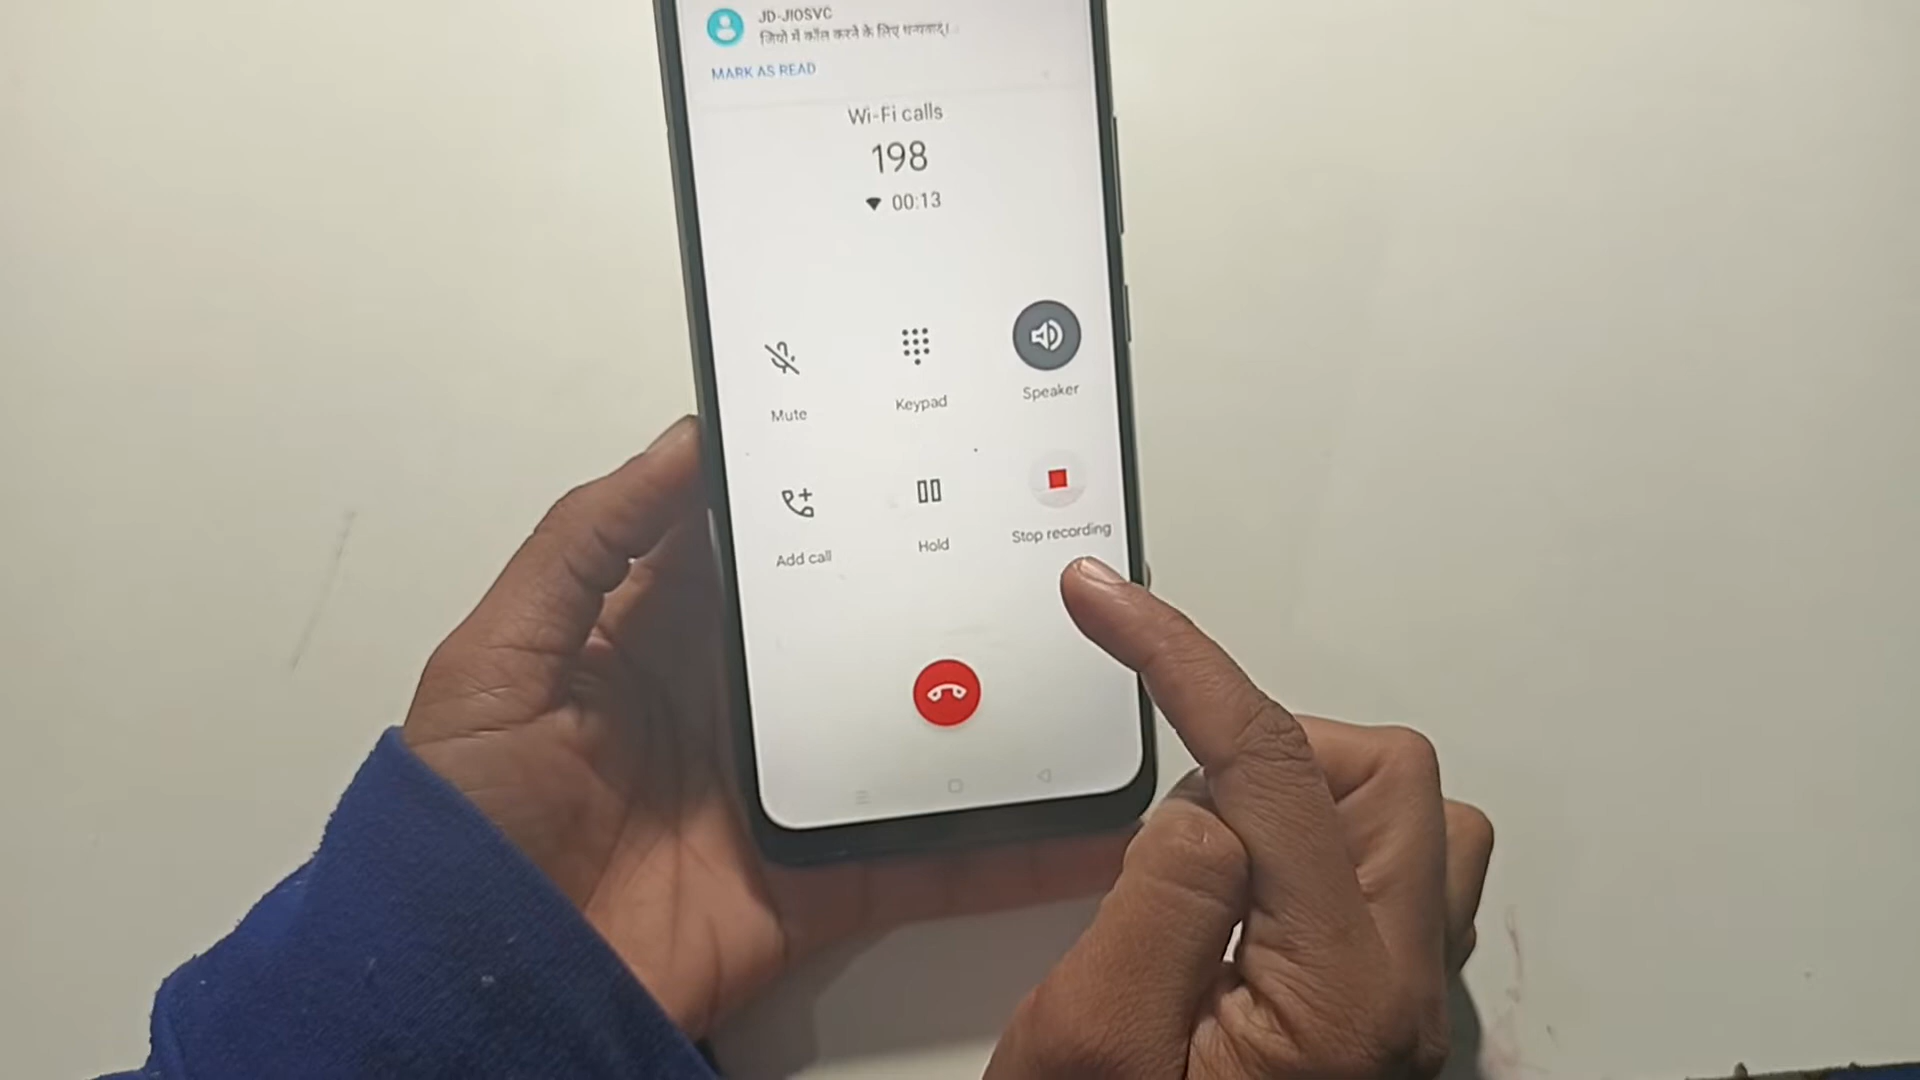 JD-JIOSVC
जियो में कॉल करने के लिए धन्यवाद।
MARK AS READ
Wi-Fi calls
198
00:13
Mute
Keypad
Speaker
Add call
Hold
Stop recording